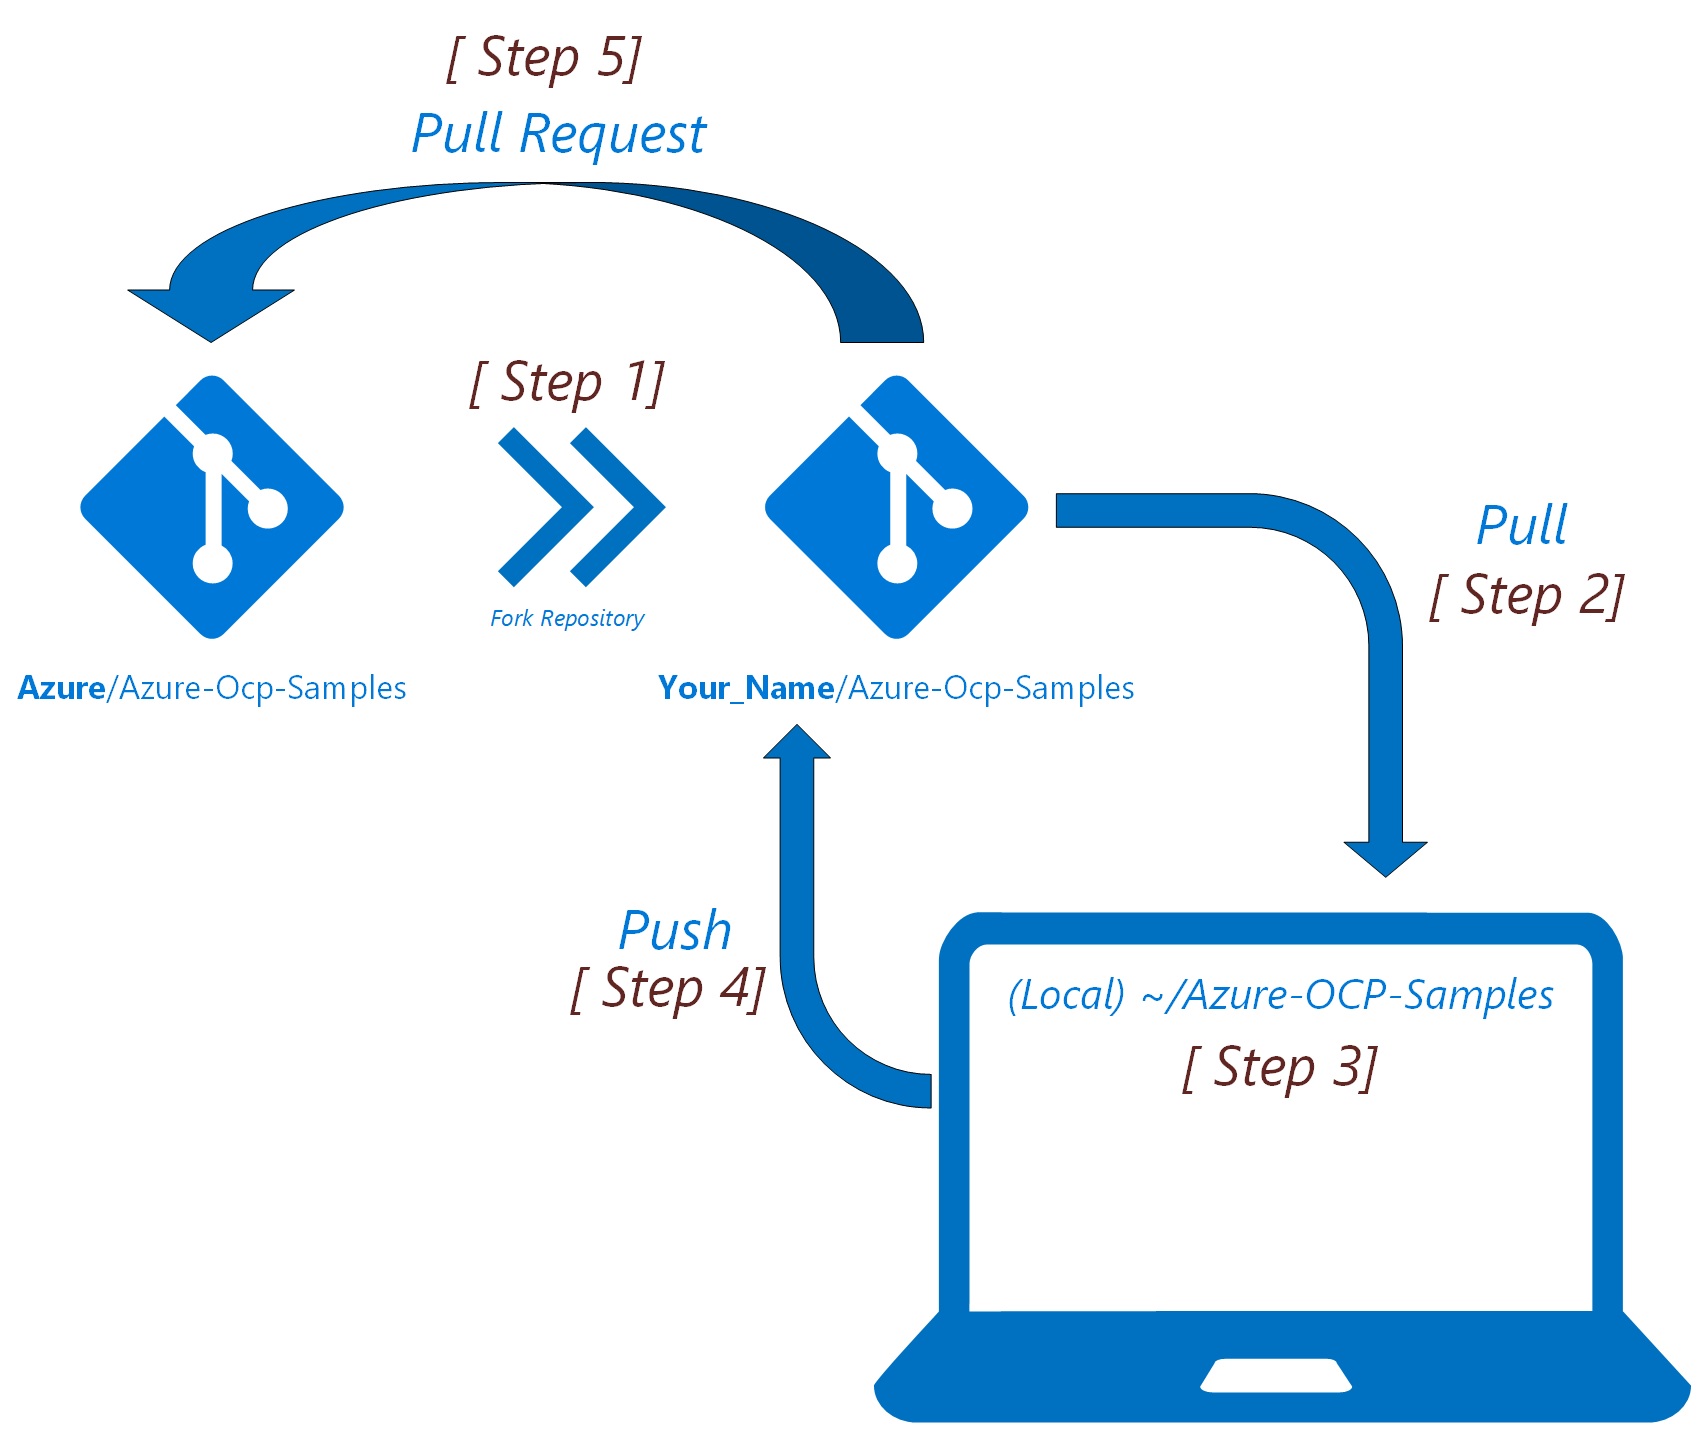 [ Step 5]
Pull Request
[ Step 1]
Fork Repository
Azure/Azure-Ocp-Samples
Your_Name/Azure-Ocp-Samples
Pull
[ Step 2]
Push
[ Step 4]
(Local) ~/Azure-OCP-Samples
[ Step 3]